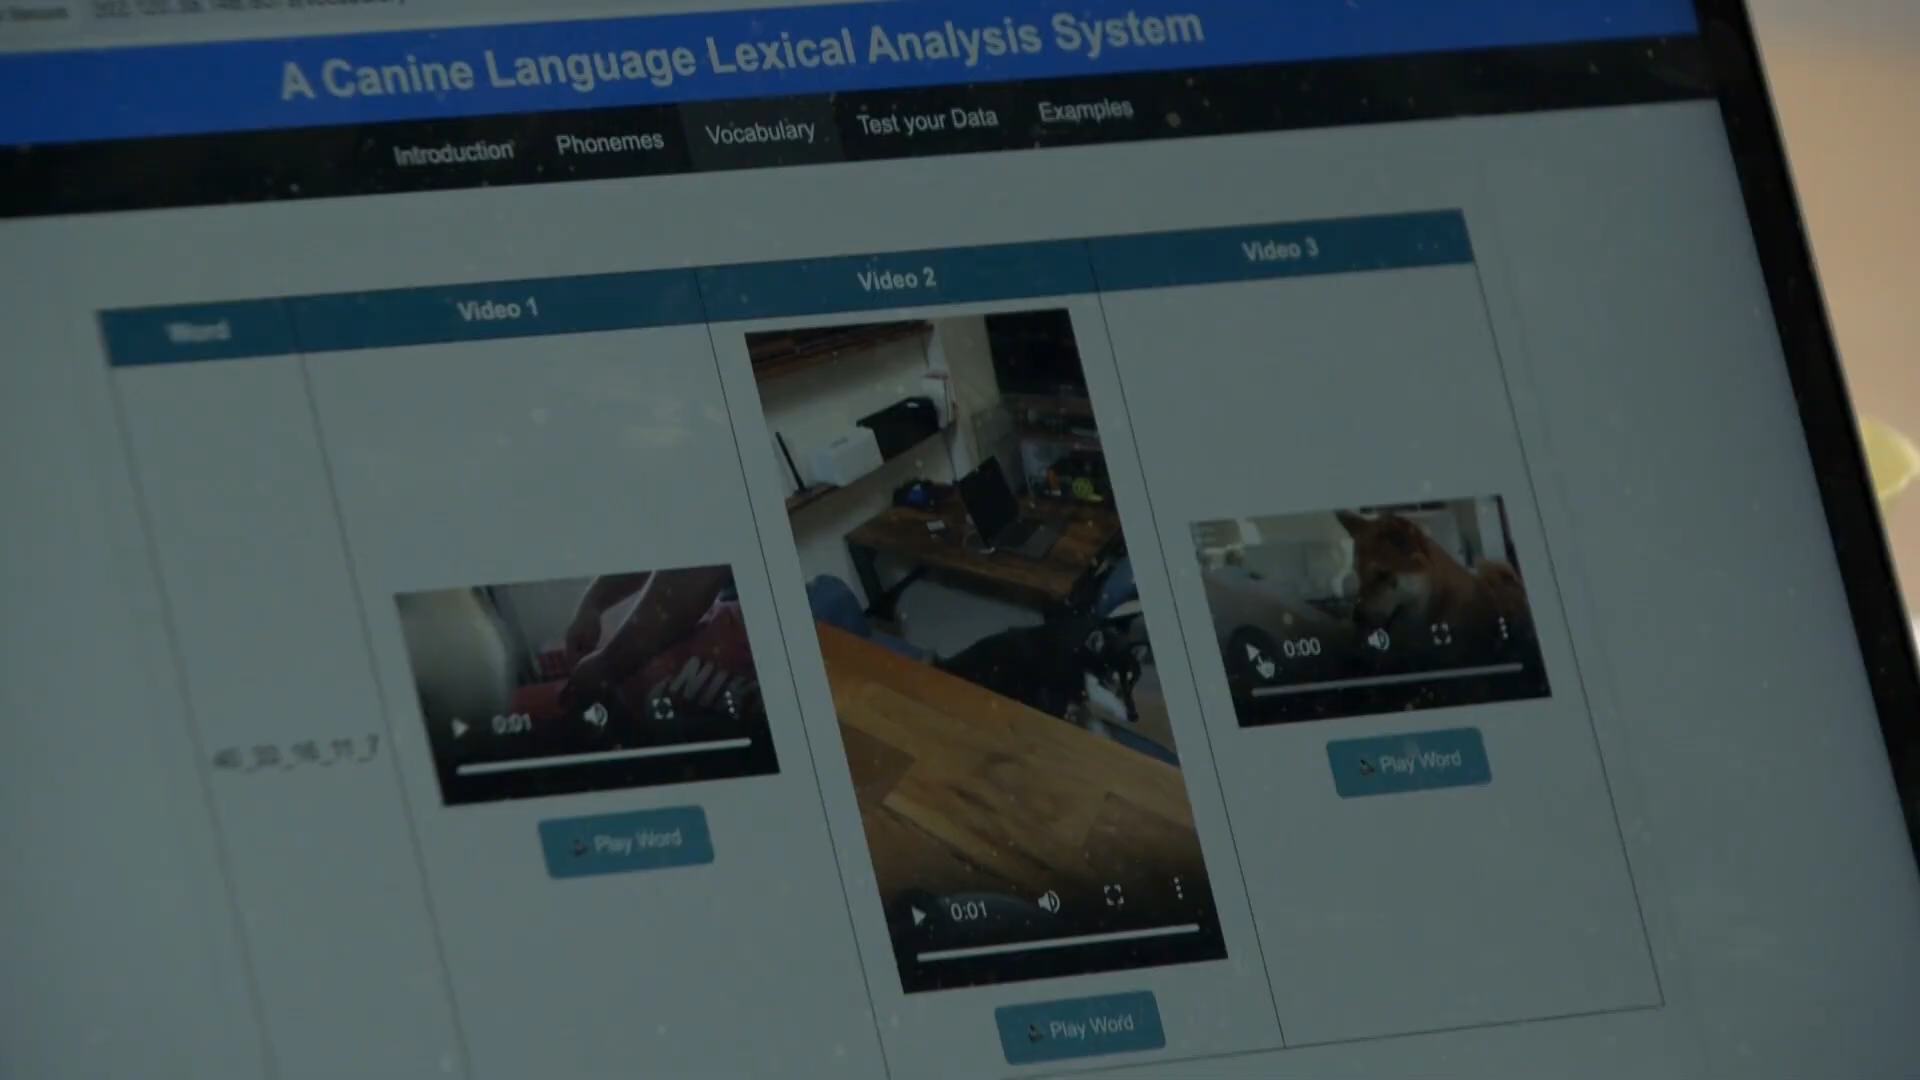 A Canine Language Lexical Analysis System
Introduction Phonemes Vocabulary Test your Data Examples
Word Video 1 Video 2 Video 3
NIKE
0:01
0:01
0:00
Play Word
Play Word
Play Word